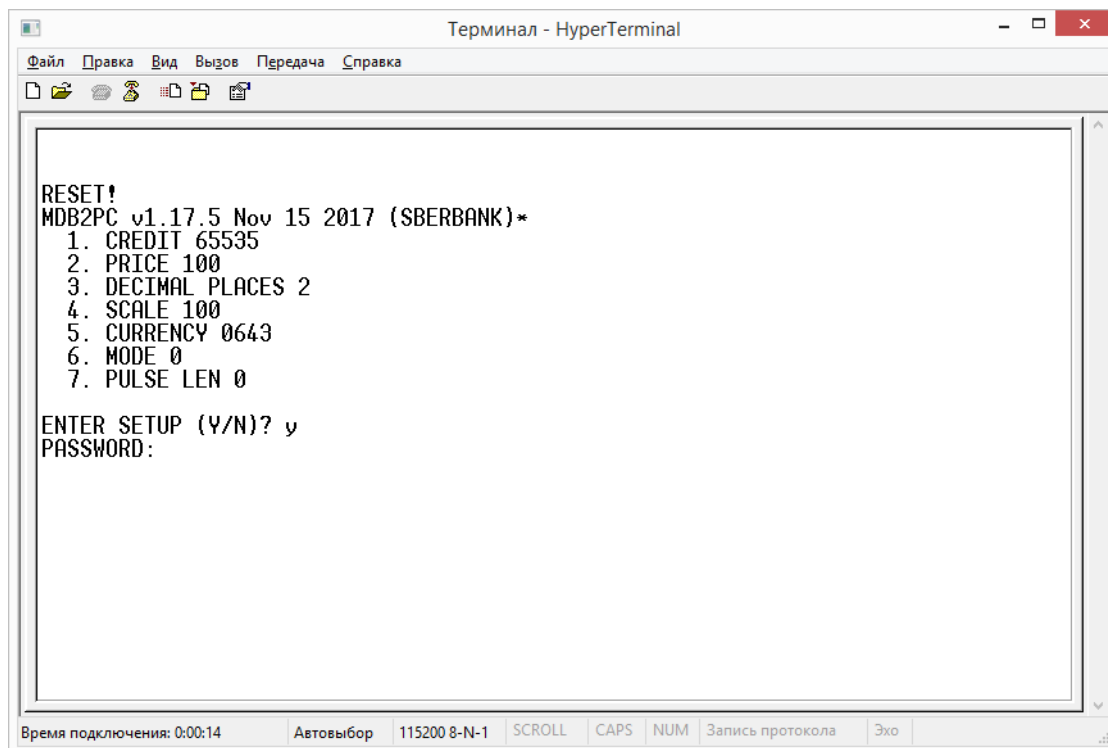 Терминал - HyperTerminal
Файл Правка Вид Вызов Передача Справка
RESET!
MDB2PC v1.17.5 Nov 15 2017 (SBERBANK)*
1. CREDIT 65535
2. PRICE 100
3. DECIMAL PLACES 2
4. SCALE 100
5. CURRENCY 0643
6. MODE 0
7. PULSE LEN 0
ENTER SETUP (Y/N)? y
PASSWORD:
Время подключения: 0:00:14 Автовыбор 115200 8-N-1 SCROLL CAPS NUM Запись протокола Эхо